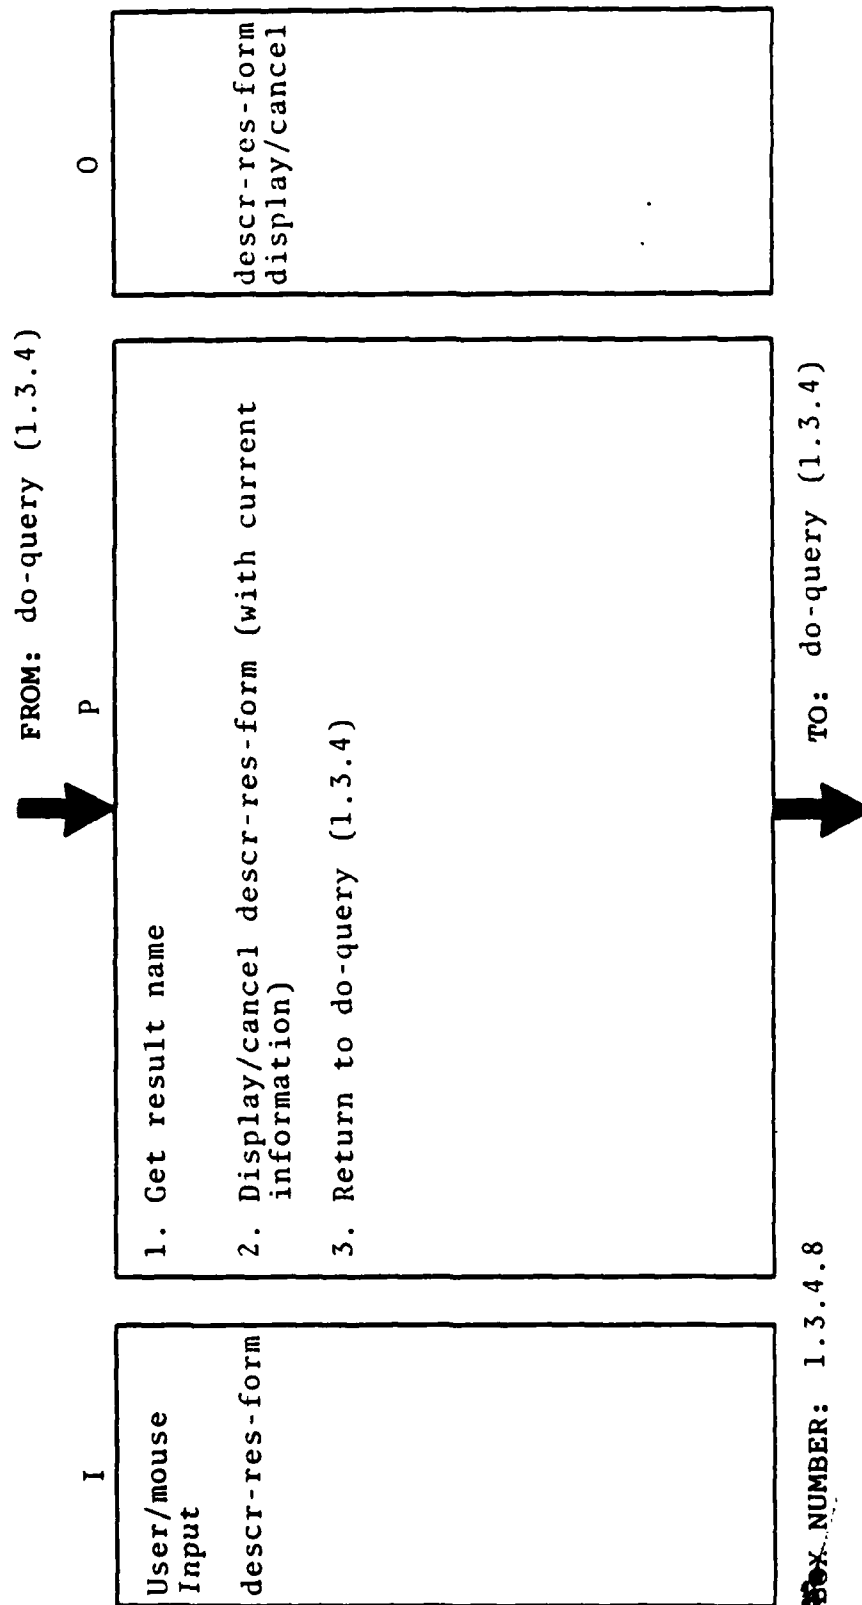 FROM: do-query (1.3.4)
I
P
O
User/mouse
Input
descr-res-form
1. Get result name
2. Display/cancel descr-res-form (with current
information)
3. Return to do-query (1.3.4)
descr-res-form
display/cancel
BOX NUMBER: 1.3.4.8
TO: do-query (1.3.4)